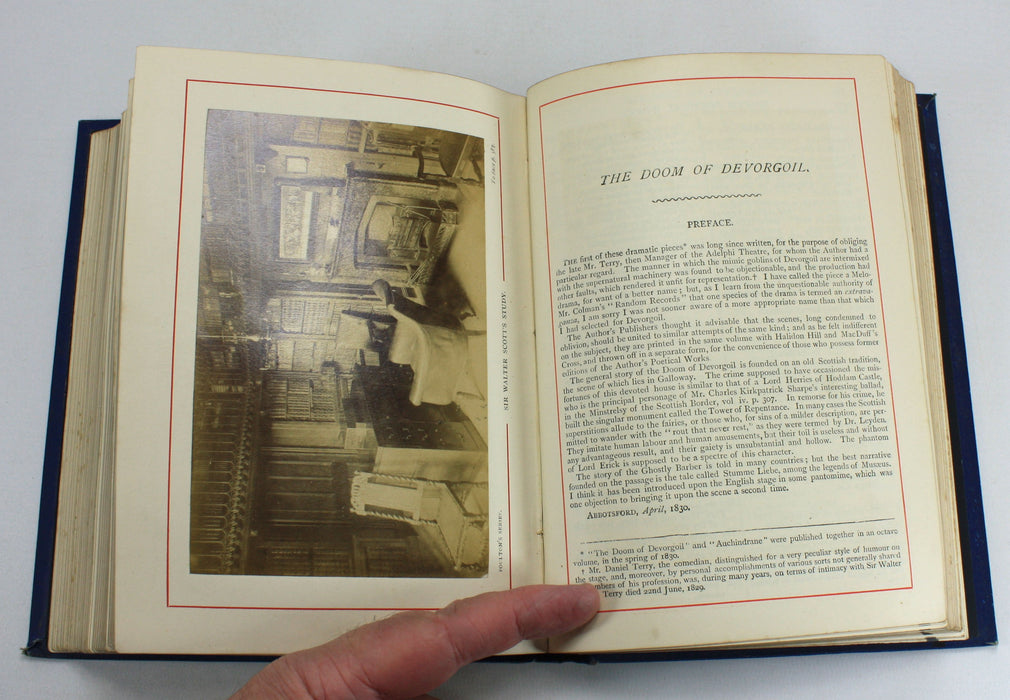 SIR WALTER SCOTT'S STUDY.
POULTON'S SERIES.
THE DOOM OF DEVORGOIL.
PREFACE.
THE first of these dramatic pieces* was long since written, for the purpose of obliging
the late Mr. Terry, then Manager of the Adelphi Theatre, for whom the Author had a
particular regard. The manner in which the mimic goblins of Devorgoil are intermixed
with the supernatural machinery was found to be objectionable, and the production had
other faults, which rendered it unfit for representation.† I have called the piece a Melo-
drama, for want of a better name; but, as I learn from the unquestionable authority of
Mr. Colman's "Random Records" that one species of the drama is termed an extrava-
ganza, I am sorry I was not sooner aware of a more appropriate name than that which
I had selected for Devorgoil.
The Author's Publishers thought it advisable that the scenes, long condemned to
oblivion, should be united to similar attempts of the same kind; and as he felt indifferent
on the subject, they are printed in the same volume with Halidon Hill and MacDuff's
Cross, and thrown off in a separate form, for the convenience of those who possess former
editions of the Author's Poetical Works
The general story of the Doom of Devorgoil is founded on an old Scottish tradition,
the scene of which lies in Galloway. The crime supposed to have occasioned the mis-
fortunes of this devoted house is similar to that of a Lord Herries of Hoddam Castle,
who is the principal personage of Mr. Charles Kirkpatrick Sharpe's interesting ballad,
in the Minstrelsy of the Scottish Border, vol iv. p. 307. In remorse for his crime, he
built the singular monument called the Tower of Repentance. In many cases the Scottish
superstitions allude to the fairies, or those who, for sins of a milder description, are per-
mitted to wander with the "rout that never rest," as they were termed by Dr. Leyden.
They imitate human labour and human amusements, but their toil is useless and without
any advantageous result, and their gaiety is unsubstantial and hollow. The phantom
of Lord Erick is supposed to be a spectre of this character.
The story of the Ghostly Barber is told in many countries; but the best narrative
founded on the passage is the tale called Stumme Liebe, among the legends of Musæus.
I think it has been introduced upon the English stage in some pantomime, which was
one objection to bringing it upon the scene a second time.
ABBOTSFORD, April, 1830.
* "The Doom of Devorgoil" and "Auchindrane" were published together in an octavo
volume, in the spring of 1830.
† Mr. Daniel Terry, the comedian, distinguished for a very peculiar style of humour on
the stage, and, moreover, by personal accomplishments of various sorts not generally shared
mbers of his profession, was, during many years, on terms of intimacy with Sir Walter
Terry died 22nd June, 1829.